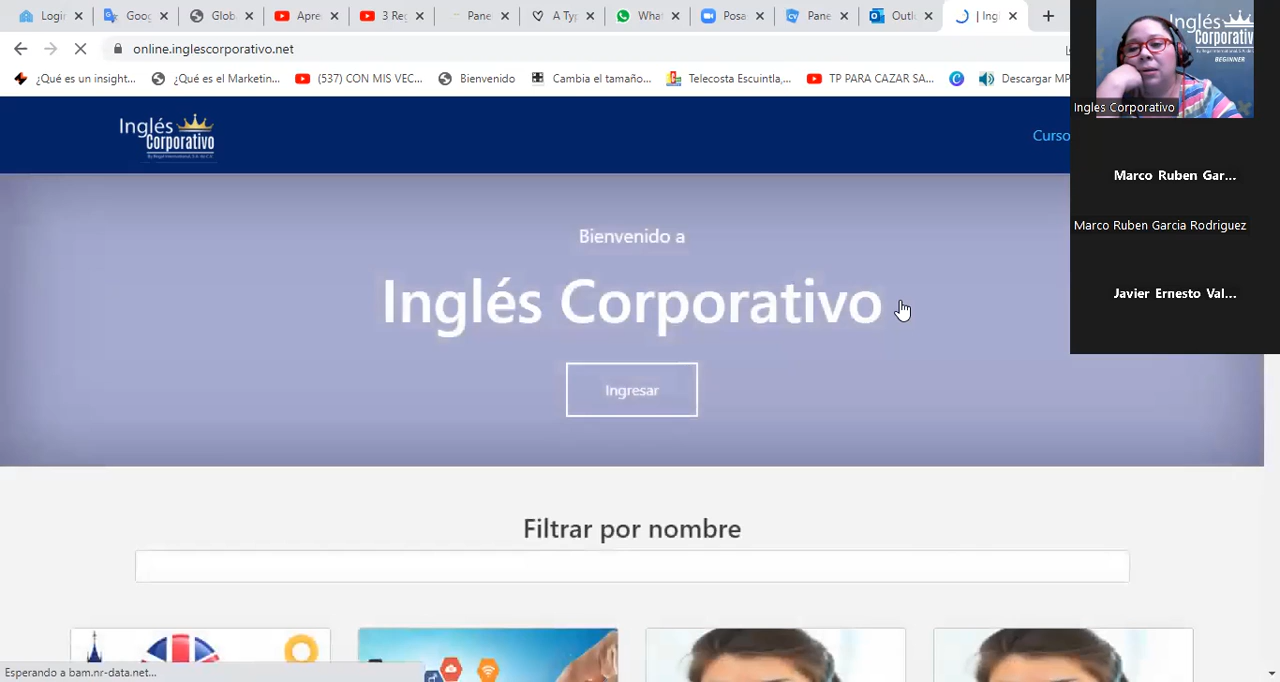 Login
Goog
Glob
Apre
3 Re
Pane
A Typ
What
Posa
Pane
Outl
| Ingl
online.inglescorporativo.net
¿Qué es un insight...
¿Qué es el Marketin...
(537) CON MIS VEC...
Bienvenido
Cambia el tamaño...
Telecosta Escuintla,...
TP PARA CAZAR SA...
Descargar MP
Inglés
Corporativo
BEGINNER
Ingles Corporativo
Inglés
Corporativo
Curso
Marco Ruben Gar...
Marco Ruben Garcia Rodriguez
Javier Ernesto Val...
Bienvenido a
Inglés Corporativo
Ingresar
Filtrar por nombre
Esperando a bam.nr-data.net...